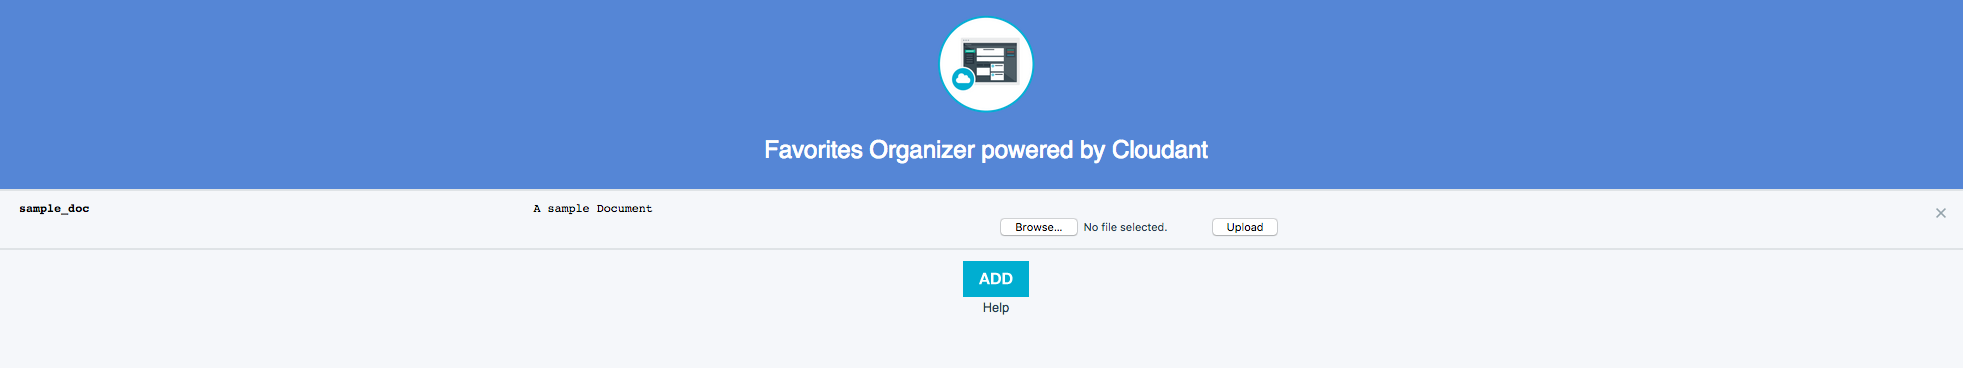 Favorites Organizer powered by Cloudant
sample_doc
A sample Document
Browse... No file selected. Upload
ADD
Help